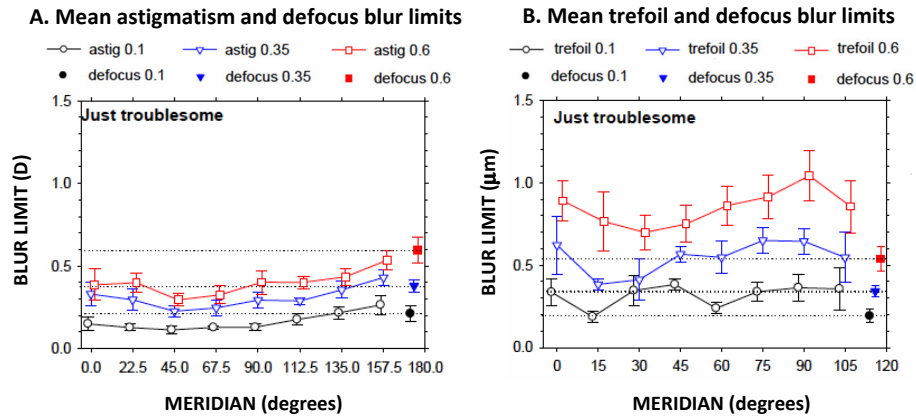 A. Mean astigmatism and defocus blur limits
astig 0.1 astig 0.35 astig 0.6
defocus 0.1 defocus 0.35 defocus 0.6
1.5
1.0
0.5
0.0
BLUR LIMIT (D)
Just troublesome
0.0 22.5 45.0 67.5 90.0 112.5 135.0 157.5 180.0
MERIDIAN (degrees)
B. Mean trefoil and defocus blur limits
trefoil 0.1 trefoil 0.35 trefoil 0.6
defocus 0.1 defocus 0.35 defocus 0.6
1.5
1.0
0.5
0.0
BLUR LIMIT (μm)
Just troublesome
0 15 30 45 60 75 90 105 120
MERIDIAN (degrees)